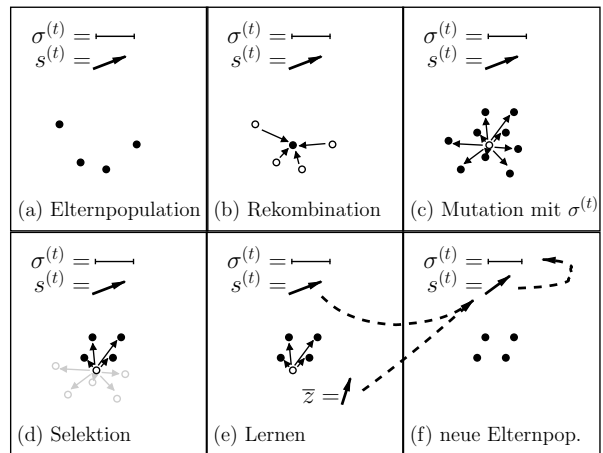 σ^(t) =
s^(t) =
(a) Elternpopulation
σ^(t) =
s^(t) =
(b) Rekombination
σ^(t) =
s^(t) =
(c) Mutation mit σ^(t)
σ^(t) =
s^(t) =
(d) Selektion
σ^(t) =
s^(t) =
z̅ =
(e) Lernen
σ^(t) =
s^(t) =
(f) neue Elternpop.